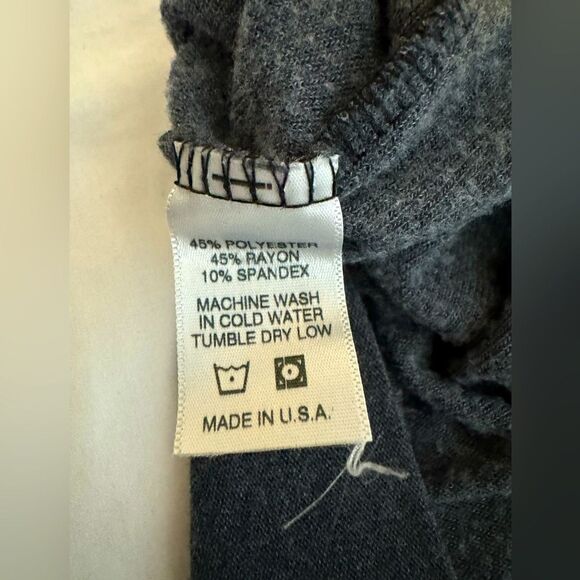 45% POLYESTER
45% RAYON
10% SPANDEX
MACHINE WASH
IN COLD WATER
TUMBLE DRY LOW
MADE IN U.S.A.